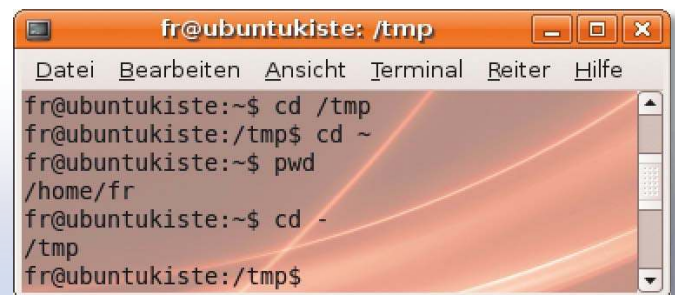 fr@ubuntukiste: /tmp
Datei Bearbeiten Ansicht Terminal Reiter Hilfe
fr@ubuntukiste:~$ cd /tmp
fr@ubuntukiste:/tmp$ cd ~
fr@ubuntukiste:~$ pwd
/home/fr
fr@ubuntukiste:~$ cd -
/tmp
fr@ubuntukiste:/tmp$